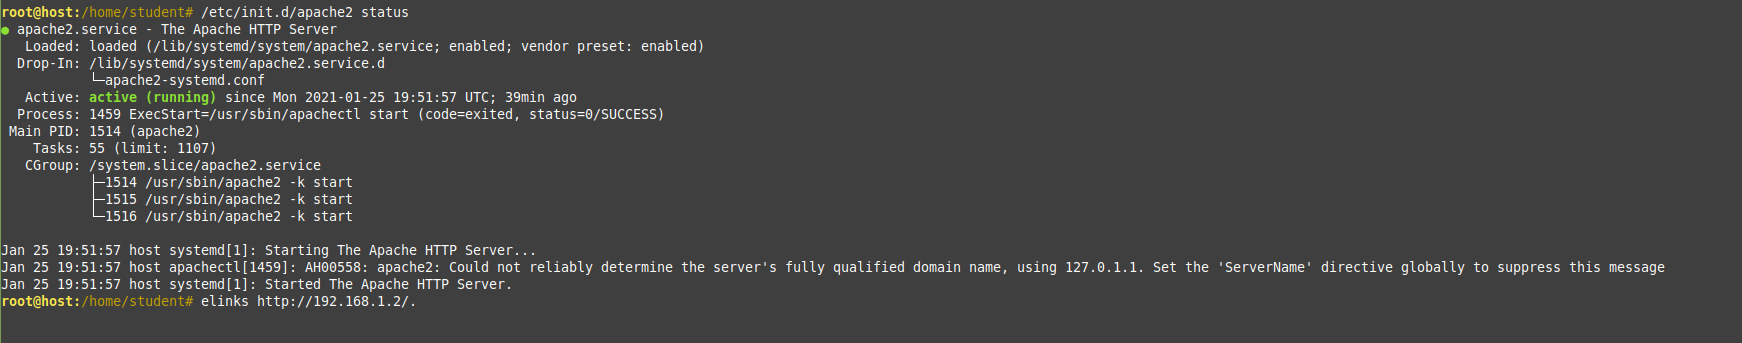 root@host:/home/student# /etc/init.d/apache2 status
● apache2.service - The Apache HTTP Server
   Loaded: loaded (/lib/systemd/system/apache2.service; enabled; vendor preset: enabled)
  Drop-In: /lib/systemd/system/apache2.service.d
           └─apache2-systemd.conf
   Active: active (running) since Mon 2021-01-25 19:51:57 UTC; 39min ago
  Process: 1459 ExecStart=/usr/sbin/apachectl start (code=exited, status=0/SUCCESS)
 Main PID: 1514 (apache2)
    Tasks: 55 (limit: 1107)
   CGroup: /system.slice/apache2.service
           ├─1514 /usr/sbin/apache2 -k start
           ├─1515 /usr/sbin/apache2 -k start
           └─1516 /usr/sbin/apache2 -k start

Jan 25 19:51:57 host systemd[1]: Starting The Apache HTTP Server...
Jan 25 19:51:57 host apachectl[1459]: AH00558: apache2: Could not reliably determine the server's fully qualified domain name, using 127.0.1.1. Set the 'ServerName' directive globally to suppress this message
Jan 25 19:51:57 host systemd[1]: Started The Apache HTTP Server.
root@host:/home/student# elinks http://192.168.1.2/.